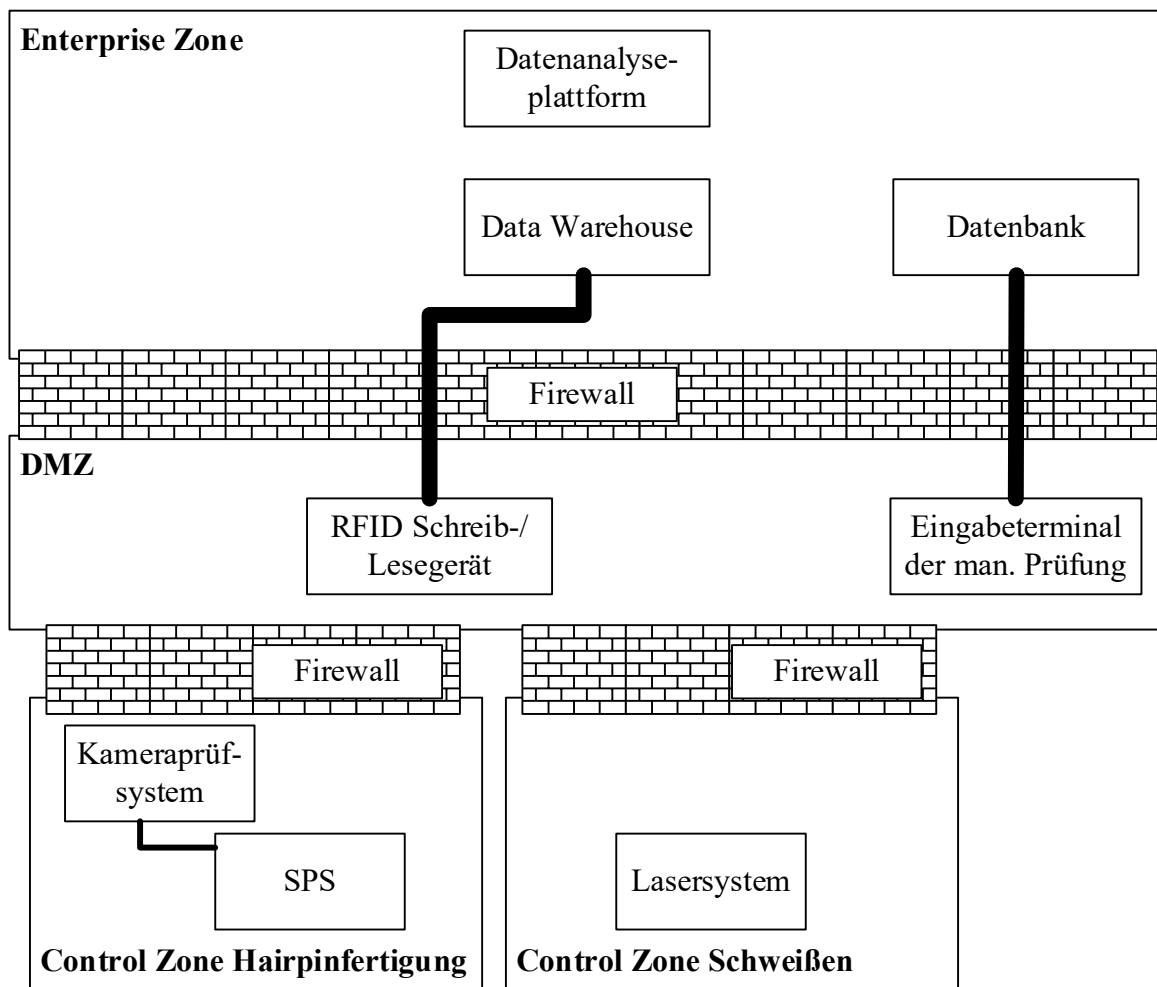 Enterprise Zone
Datenanalyse-
plattform
Data Warehouse
Datenbank
Firewall
DMZ
RFID Schreib-/
Lesegerät
Eingabeterminal
der man. Prüfung
Firewall
Firewall
Kameraprüf-
system
SPS
Lasersystem
Control Zone Hairpinfertigung
Control Zone Schweißen